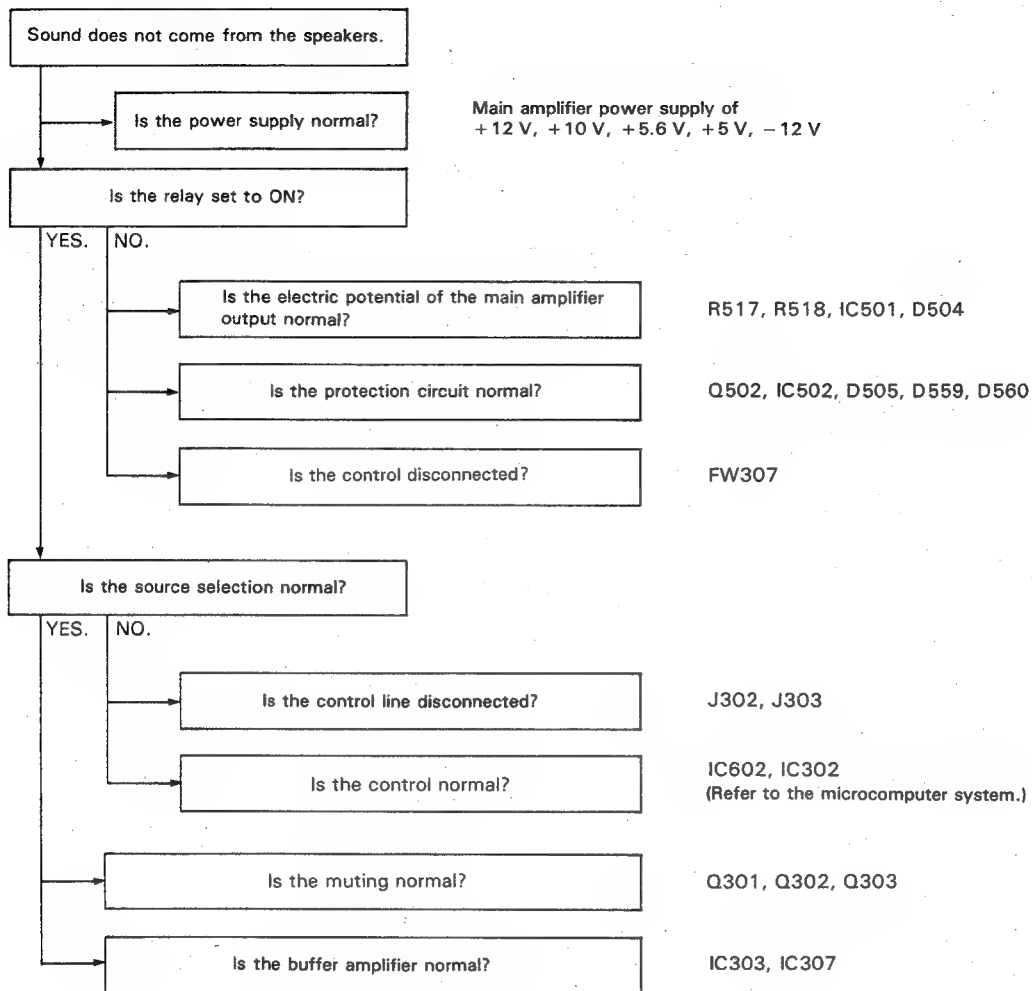 Sound does not come from the speakers.
Is the power supply normal?
Main amplifier power supply of
+12 V, +10 V, +5.6 V, +5 V, −12 V
Is the relay set to ON?
YES. NO.
Is the electric potential of the main amplifier
output normal?
R517, R518, IC501, D504
Is the protection circuit normal?
Q502, IC502, D505, D559, D560
Is the control disconnected?
FW307
Is the source selection normal?
YES. NO.
Is the control line disconnected?
J302, J303
Is the control normal?
IC602, IC302
(Refer to the microcomputer system.)
Is the muting normal?
Q301, Q302, Q303
Is the buffer amplifier normal?
IC303, IC307